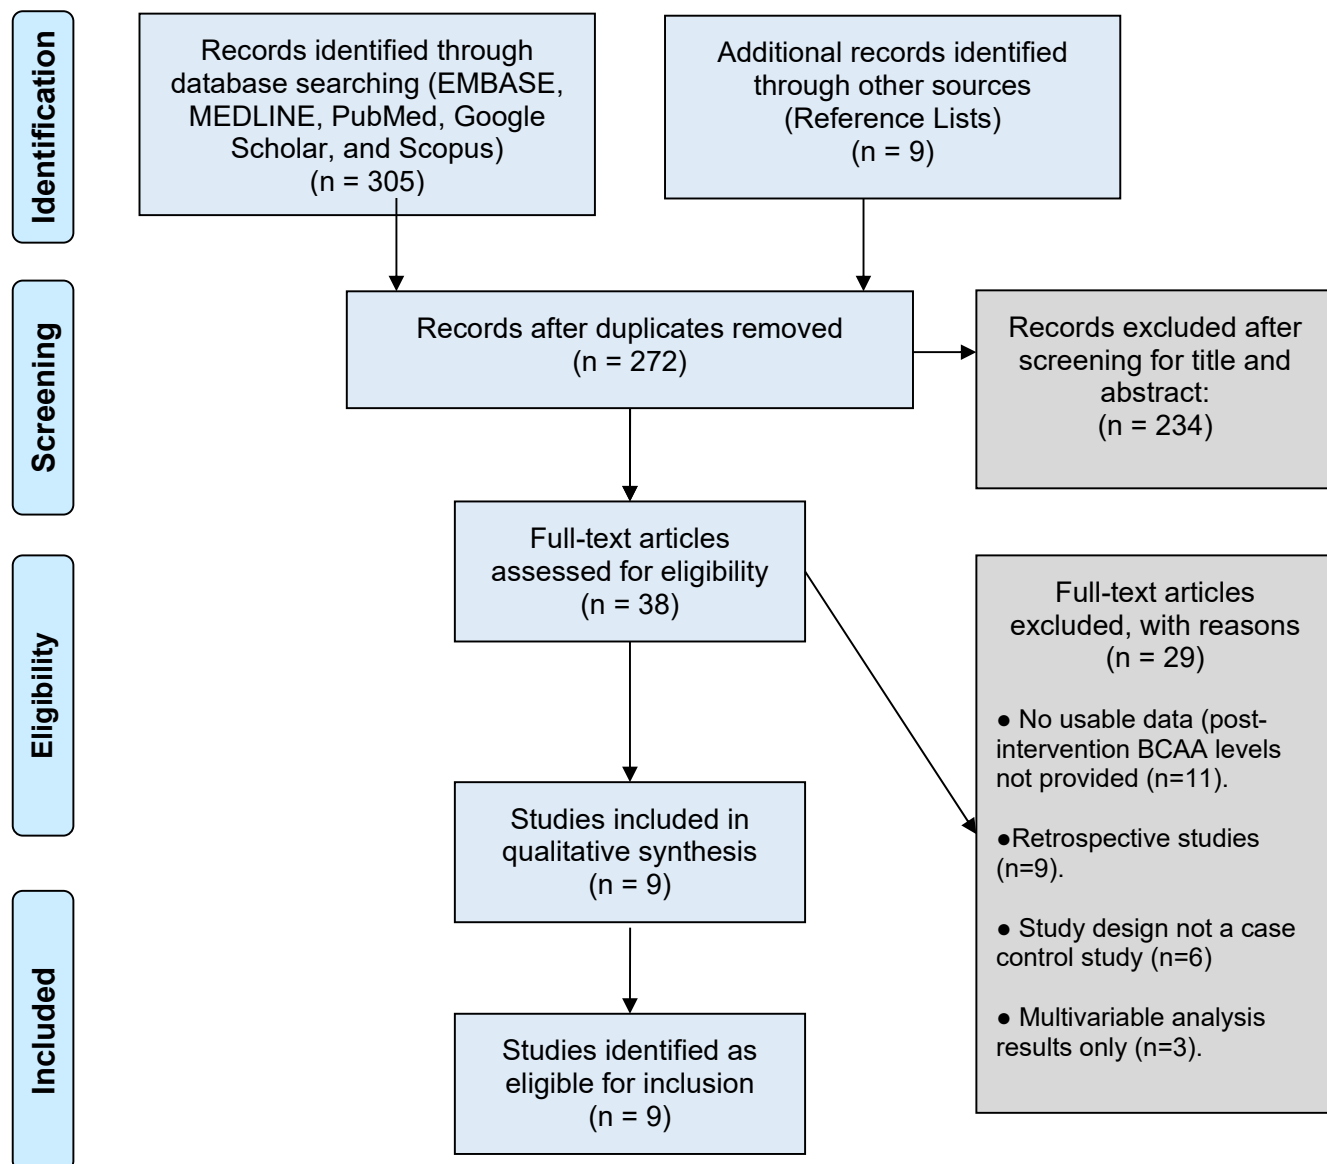 Identification
Records identified through
database searching (EMBASE,
MEDLINE, PubMed, Google
Scholar, and Scopus)
(n = 305)
Additional records identified
through other sources
(Reference Lists)
(n = 9)
Screening
Records after duplicates removed
(n = 272)
Records excluded after
screening for title and
abstract:
(n = 234)
Eligibility
Full-text articles
assessed for eligibility
(n = 38)
Full-text articles
excluded, with reasons
(n = 29)
● No usable data (post-
intervention BCAA levels
not provided (n=11).
●Retrospective studies
(n=9).
● Study design not a case
control study (n=6)
● Multivariable analysis
results only (n=3).
Studies included in
qualitative synthesis
(n = 9)
Included
Studies identified as
eligible for inclusion
(n = 9)